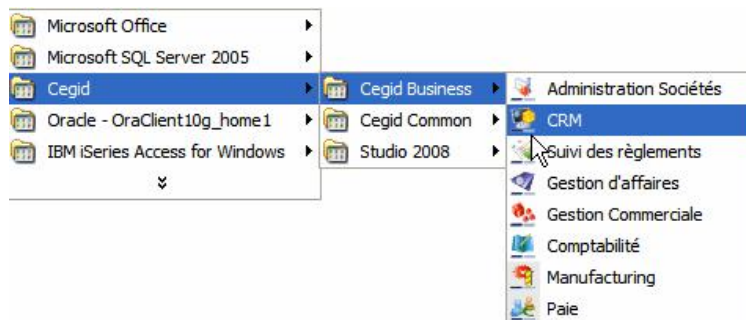 Microsoft Office
Microsoft SQL Server 2005
Cegid
Oracle - OraClient10g_home1
IBM iSeries Access for Windows
Cegid Business
Cegid Common
Studio 2008
Administration Sociétés
CRM
Suivi des règlements
Gestion d'affaires
Gestion Commerciale
Comptabilité
Manufacturing
Paie